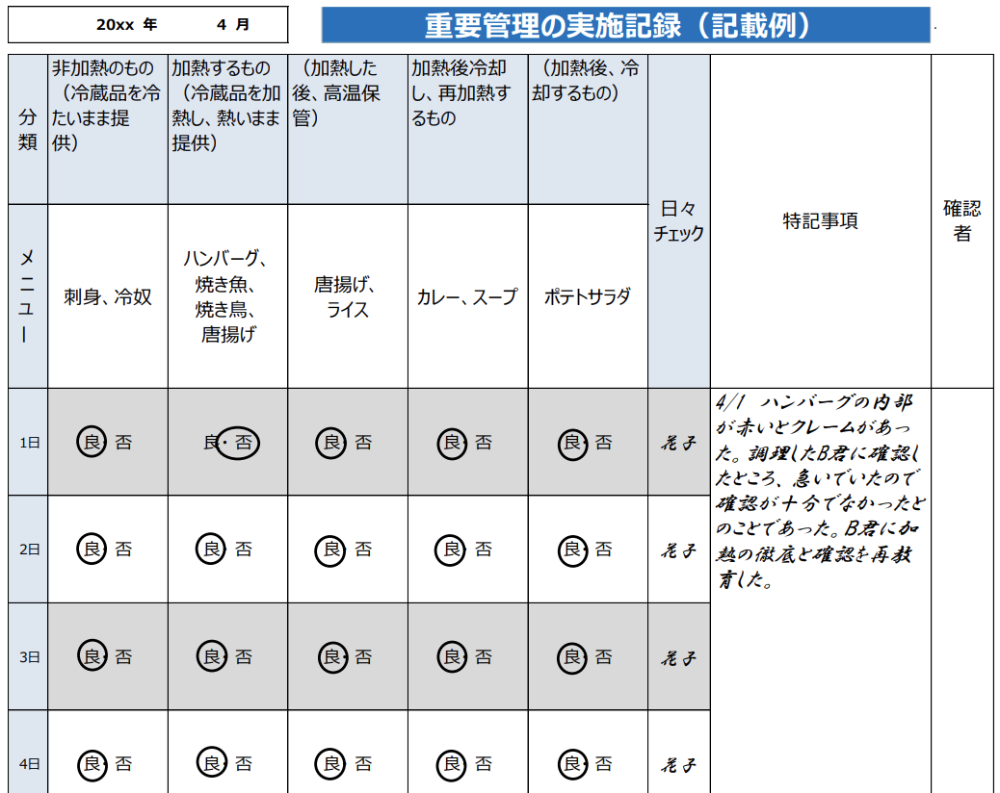 20xx 年 4 月
重要管理の実施記録（記載例）
分類
非加熱のもの
（冷蔵品を冷
たいまま提
供）
加熱するもの
（冷蔵品を加
熱し、熱いまま
提供）
（加熱した
後、高温保
管）
加熱後冷却
し、再加熱す
るもの
（加熱後、冷
却するもの）
日々
チェック
特記事項
確認
者
メニュー
刺身、冷奴
ハンバーグ、
焼き魚、
焼き鳥、
唐揚げ
唐揚げ、
ライス
カレー、スープ
ポテトサラダ
1日 良・否 良・否 良・否 良・否 良・否 花子
4/1 ハンバーグの内部
が赤いとクレームがあっ
た。調理したB君に確認し
たところ、急いでいたので
確認が十分でなかったと
のことであった。B君に加
熱の徹底と確認を再教
育した。
2日 良・否 良・否 良・否 良・否 良・否 花子
3日 良・否 良・否 良・否 良・否 良・否 花子
4日 良・否 良・否 良・否 良・否 良・否 花子